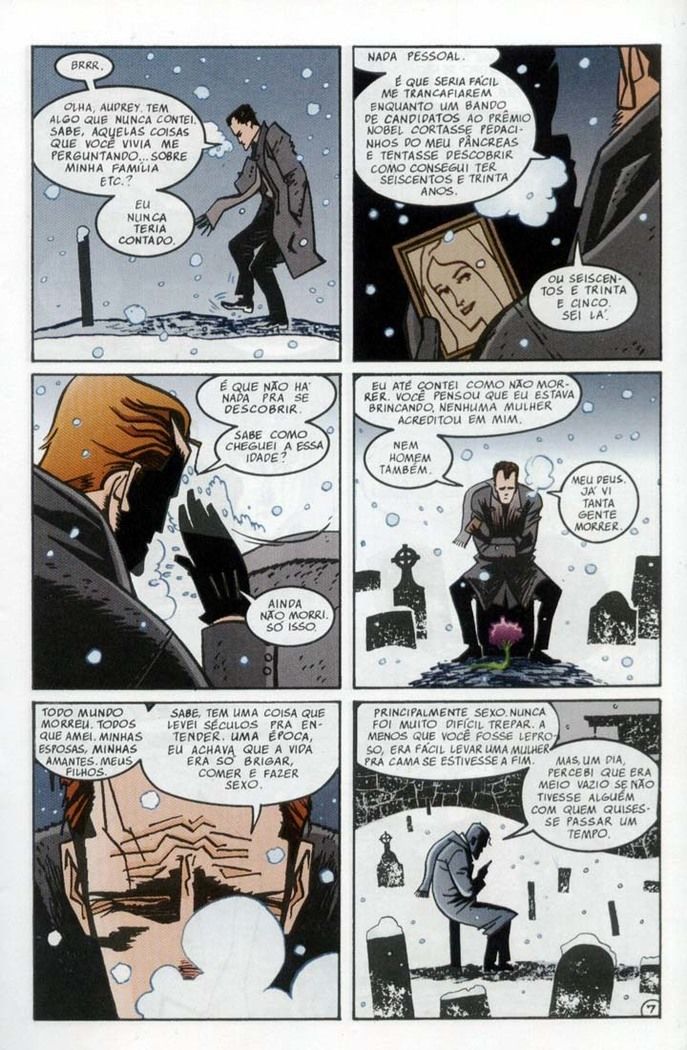 BRRR.
OLHA, AUDREY. TEM
ALGO QUE NUNCA CONTEI.
SABE, AQUELAS COISAS
QUE VOCÊ VIVIA ME
PERGUNTANDO... SOBRE
MINHA FAMÍLIA
ETC.?
EU
NUNCA
TERIA
CONTADO.
NADA PESSOAL.
É QUE SERIA FÁCIL
ME TRANCAFIAREM
ENQUANTO UM BANDO
DE CANDIDATOS AO PRÊMIO
NOBEL CORTASSE PEDACI-
NHOS DO MEU PÂNCREAS
E TENTASSE DESCOBRIR
COMO CONSEGUI TER
SEISCENTOS E TRINTA
ANOS.
OU SEISCEN-
TOS E TRINTA
E CINCO.
SEI LÁ.
É QUE NÃO HÁ
NADA PRA SE
DESCOBRIR.
SABE COMO
CHEGUEI A ESSA
IDADE?
AINDA
NÃO MORRI.
SÓ ISSO.
EU ATÉ CONTEI COMO NÃO MOR-
RER. VOCÊ PENSOU QUE EU ESTAVA
BRINCANDO, NENHUMA MULHER
ACREDITOU EM MIM.
NEM
HOMEM
TAMBÉM.
MEU DEUS.
JÁ VI
TANTA
GENTE
MORRER.
TODO MUNDO
MORREU. TODOS
QUE AMEI. MINHAS
ESPOSAS, MINHAS
AMANTES. MEUS
FILHOS.
SABE, TEM UMA COISA QUE
LEVEI SÉCULOS PRA EN-
TENDER. UMA ÉPOCA,
EU ACHAVA QUE A VIDA
ERA SÓ BRIGAR,
COMER E FAZER
SEXO.
PRINCIPALMENTE SEXO. NUNCA
FOI MUITO DIFÍCIL TREPAR. A
MENOS QUE VOCÊ FOSSE LEPRO-
SO, ERA FÁCIL LEVAR UMA MULHER
PRA CAMA SE ESTIVESSE A FIM.
MAS, UM DIA,
PERCEBI QUE ERA
MEIO VAZIO SE NÃO
TIVESSE ALGUÉM
COM QUEM QUISES-
SE PASSAR UM
TEMPO.
7